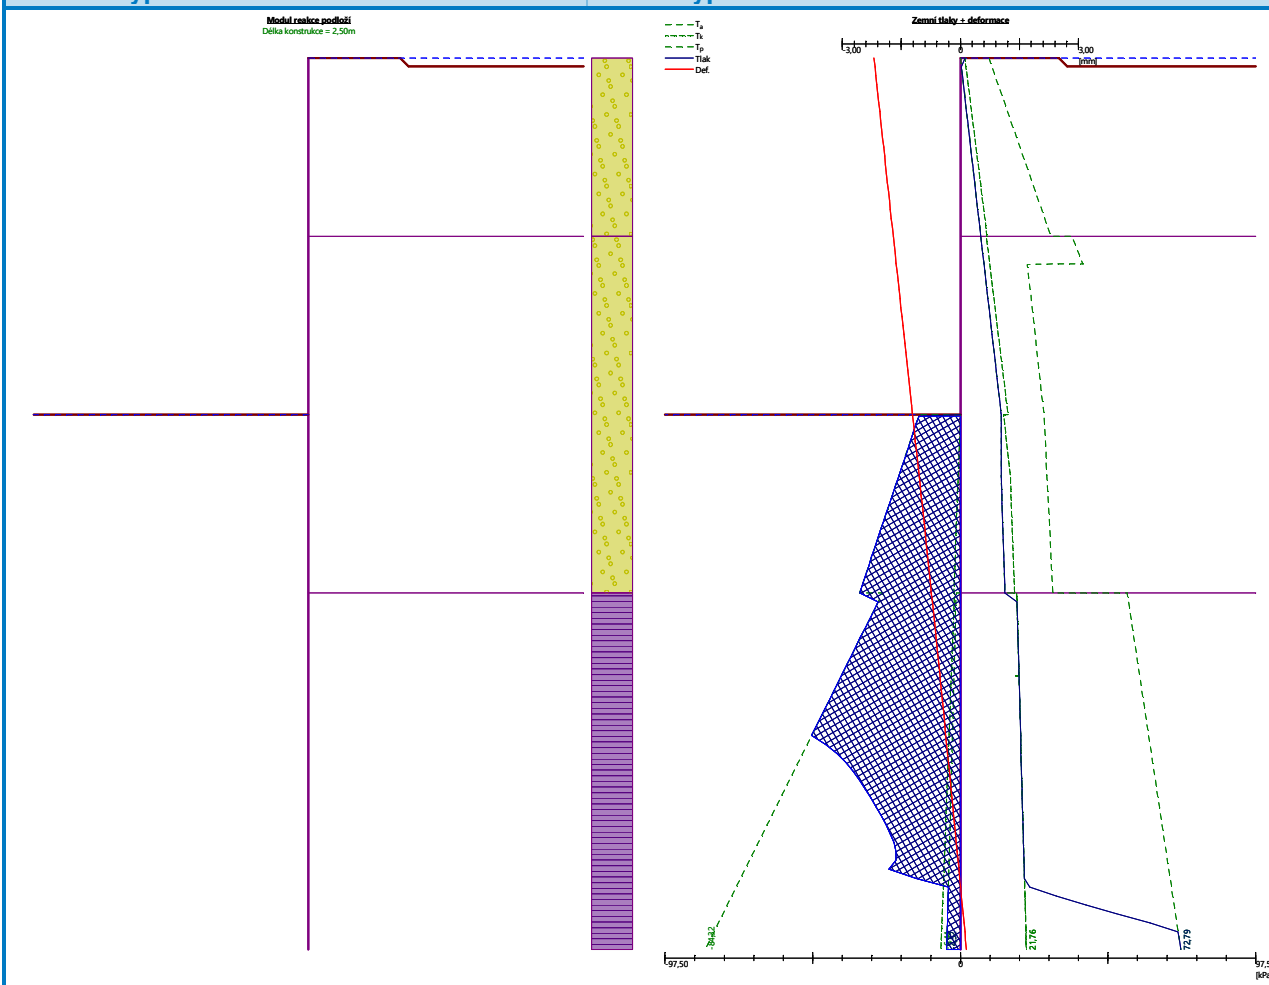 Modul reakce podloží
Délka konstrukce = 2,50m
Zemní tlaky + deformace
Ta
Tk
Tp
Tlak
Def.
-3,00
0
3,00
[mm]
-84,22
21,76
72,79
-97,50
0
97,5
[kPa